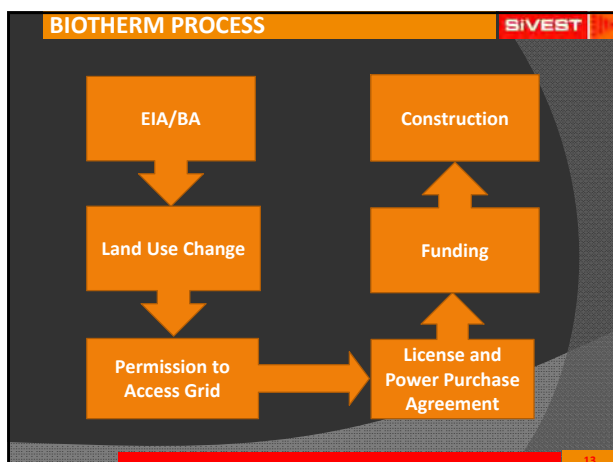 BIOTHERM PROCESS
SiVEST
EIA/BA
Land Use Change
Permission to
Access Grid
License and
Power Purchase
Agreement
Funding
Construction
13